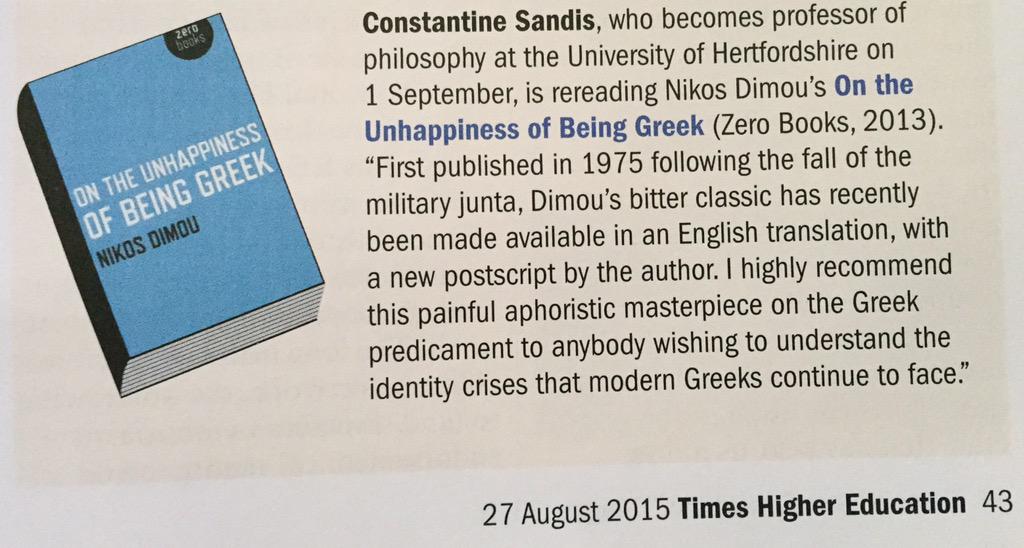 zero
books
ON THE UNHAPPINESS
OF BEING GREEK
NIKOS DIMOU
Constantine Sandis, who becomes professor of
philosophy at the University of Hertfordshire on
1 September, is rereading Nikos Dimou’s On the
Unhappiness of Being Greek (Zero Books, 2013).
“First published in 1975 following the fall of the
military junta, Dimou’s bitter classic has recently
been made available in an English translation, with
a new postscript by the author. I highly recommend
this painful aphoristic masterpiece on the Greek
predicament to anybody wishing to understand the
identity crises that modern Greeks continue to face.”
27 August 2015 Times Higher Education 43